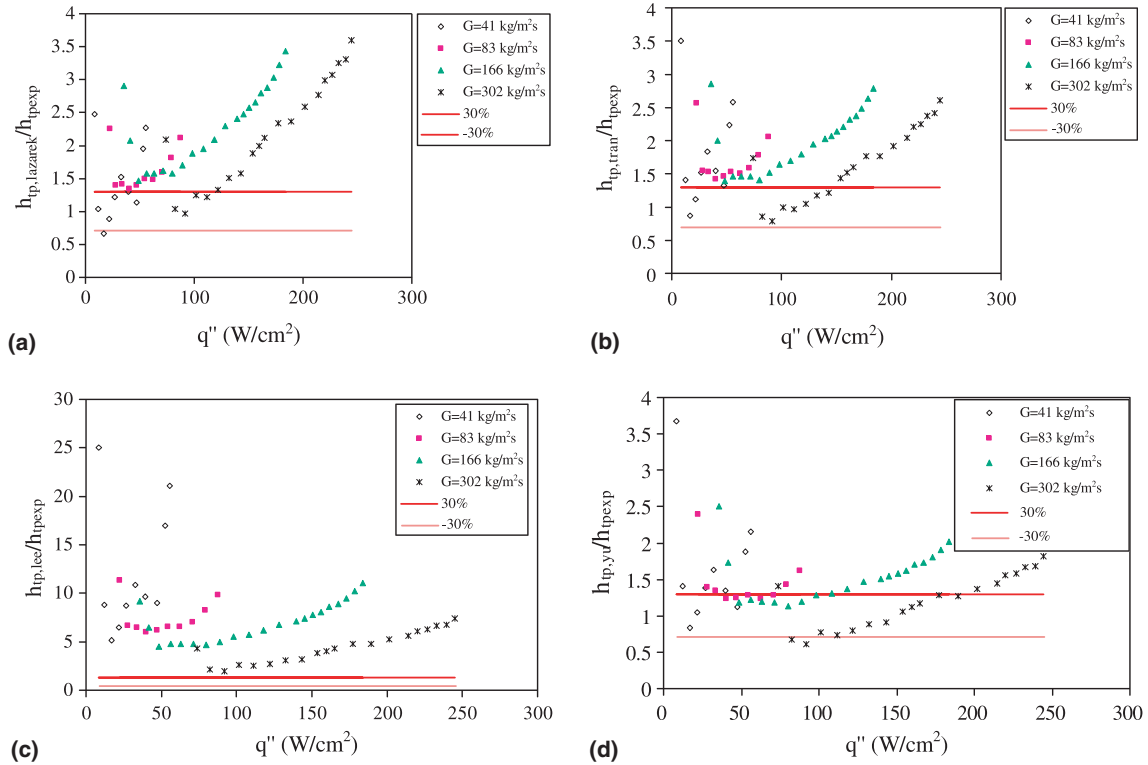 h_tp,lazarek/h_tpexp
4
3.5
3
2.5
2
1.5
1
0.5
0
0
100
200
300
q'' (W/cm²)
(a)
G=41 kg/m²s
G=83 kg/m²s
G=166 kg/m²s
G=302 kg/m²s
30%
-30%
h_tp,tran/h_tpexp
4
3.5
3
2.5
2
1.5
1
0.5
0
0
100
200
300
q'' (W/cm²)
(b)
G=41 kg/m²s
G=83 kg/m²s
G=166 kg/m²s
G=302 kg/m²s
30%
-30%
h_tp,lee/h_tpexp
30
25
20
15
10
5
0
0
50
100
150
200
250
300
q'' (W/cm²)
(c)
G=41 kg/m²s
G=83 kg/m²s
G=166 kg/m²s
G=302 kg/m²s
30%
-30%
h_tp,yu/h_tpexp
4
3.5
3
2.5
2
1.5
1
0.5
0
0
50
100
150
200
250
300
q'' (W/cm²)
(d)
G=41 kg/m²s
G=83 kg/m²s
G=166 kg/m²s
G=302 kg/m²s
30%
-30%